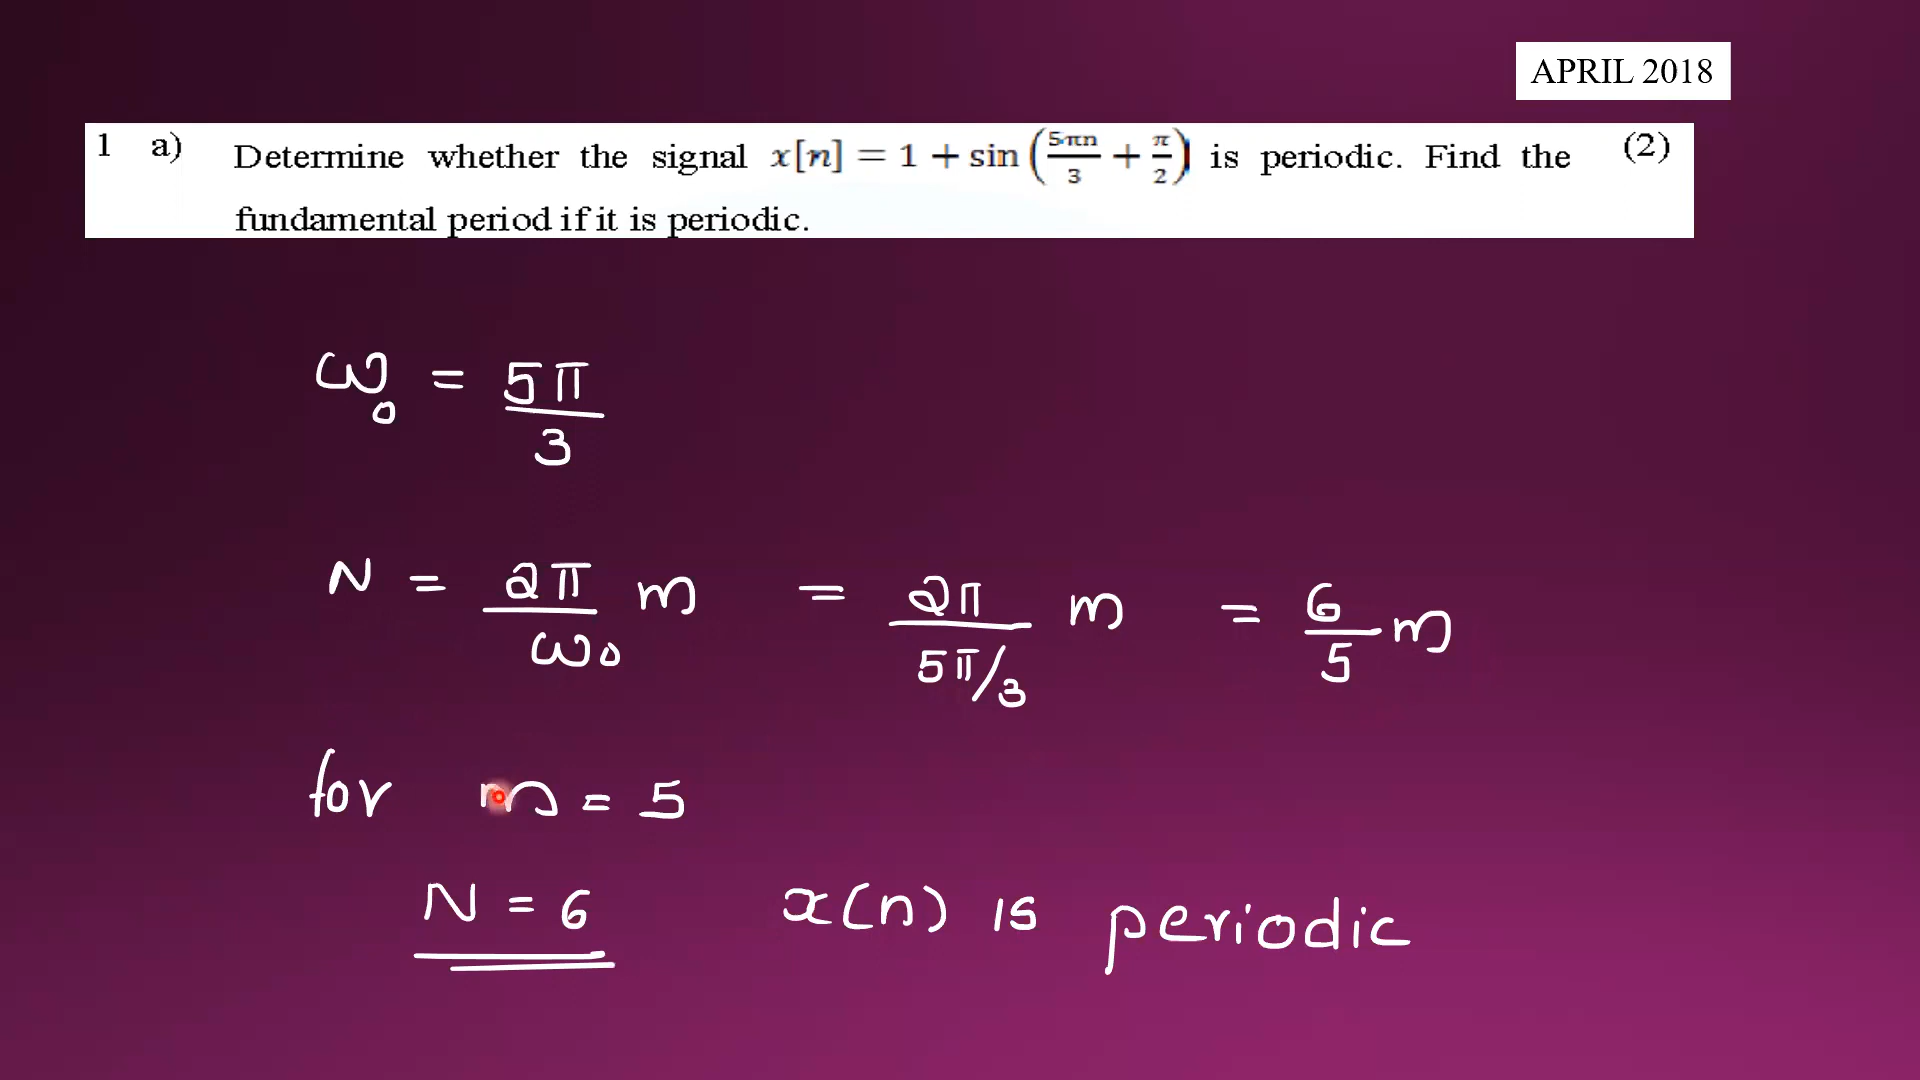 APRIL 2018
1 a) Determine whether the signal x[n] = 1 + sin (5πn/3 + π/2) is periodic. Find the (2)
fundamental period if it is periodic.
ω₀ = 5π/3
N = 2π/ω₀ m = 2π/(5π/3) m = 6/5 m
for m = 5
N = 6 x(n) is periodic